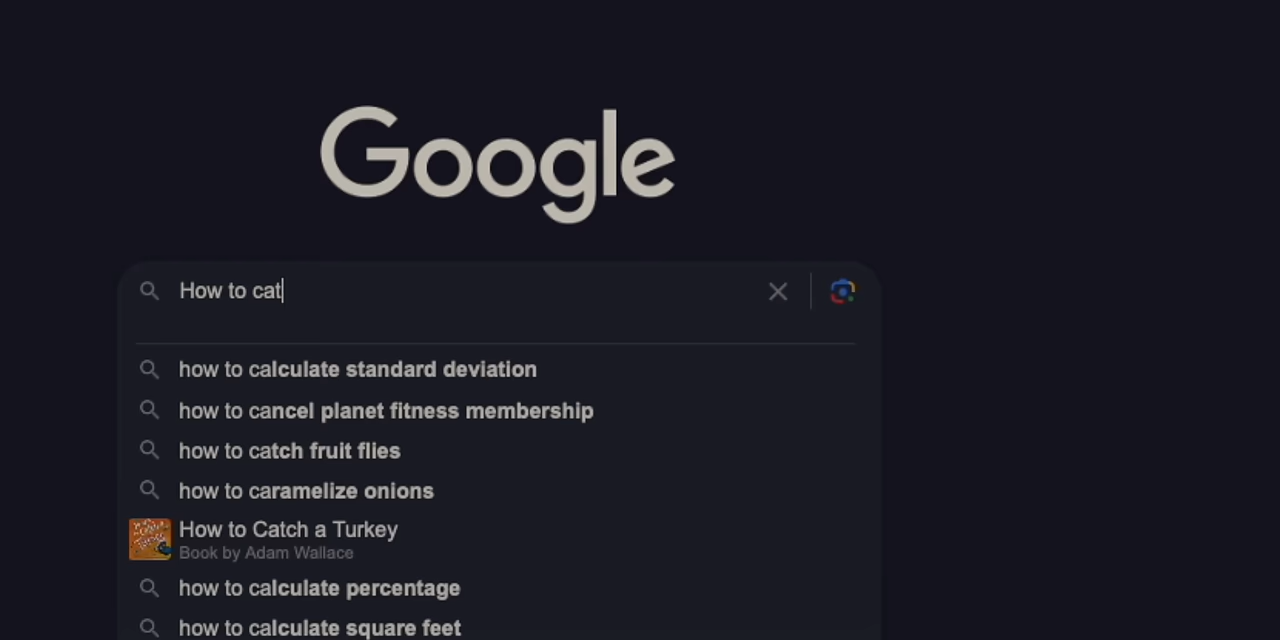 Google
How to cat
how to calculate standard deviation
how to cancel planet fitness membership
how to catch fruit flies
how to caramelize onions
How to Catch a Turkey
Book by Adam Wallace
how to calculate percentage
how to calculate square feet